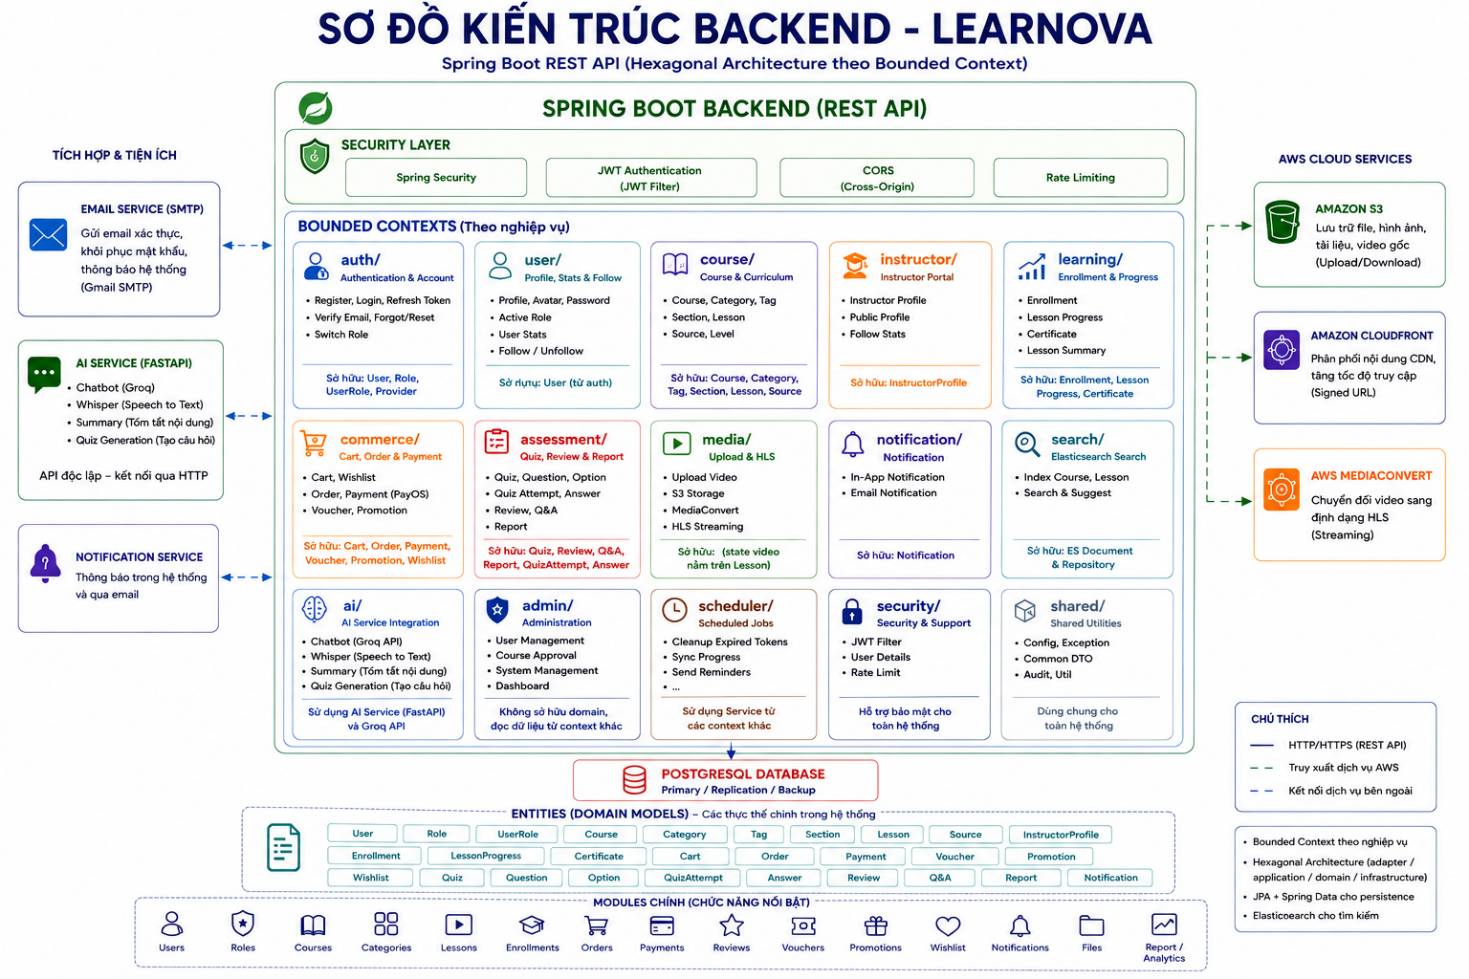 SƠ ĐỒ KIẾN TRÚC BACKEND - LEARNOVA
Spring Boot REST API (Hexagonal Architecture theo Bounded Context)
TÍCH HỢP & TIỆN ÍCH
EMAIL SERVICE (SMTP)
Gửi email xác thực,
khôi phục mật khẩu,
thông báo hệ thống
(Gmail SMTP)
AI SERVICE (FASTAPI)
• Chatbot (Groq)
• Whisper (Speech to Text)
• Summary (Tóm tắt nội dung)
• Quiz Generation (Tạo câu hỏi)
API độc lập – kết nối qua HTTP
NOTIFICATION SERVICE
Thông báo trong hệ thống
và qua email
SPRING BOOT BACKEND (REST API)
SECURITY LAYER
Spring Security
JWT Authentication
(JWT Filter)
CORS
(Cross-Origin)
Rate Limiting
BOUNDED CONTEXTS (Theo nghiệp vụ)
auth/
Authentication & Account
• Register, Login, Refresh Token
• Verify Email, Forgot/Reset
• Switch Role
Sở hữu: User, Role,
UserRole, Provider
user/
Profile, Stats & Follow
• Profile, Avatar, Password
• Active Role
• User Stats
• Follow / Unfollow
Sở rlụrụ: User (từ auth)
course/
Course & Curriculum
• Course, Category, Tag
• Section, Lesson
• Source, Level
Sở hữu: Course, Category,
Tag, Section, Lesson, Source
instructor/
Instructor Portal
• Instructor Profile
• Public Profile
• Follow Stats
Sở hữu: InstructorProfile
learning/
Enrollment & Progress
• Enrollment
• Lesson Progress
• Certificate
• Lesson Summary
Sở hữu: Enrollment, Lesson
Progress, Certificate
commerce/
Cart, Order & Payment
• Cart, Wishlist
• Order, Payment (PayOS)
• Voucher, Promotion
Sở hữu: Cart, Order, Payment,
Voucher, Promotion, Wishlist
assessment/
Quiz, Review & Report
• Quiz, Question, Option
• Quiz Attempt, Answer
• Review, Q&A
• Report
Sở hữu: Quiz, Review, Q&A,
Report, QuizAttempt, Answer
media/
Upload & HLS
• Upload Video
• S3 Storage
• MediaConvert
• HLS Streaming
Sở hữu: (state video
nằm trên Lesson)
notification/
Notification
• In-App Notification
• Email Notification
Sở hữu: Notification
search/
Elasticsearch Search
• Index Course, Lesson
• Search & Suggest
Sở hữu: ES Document
& Repository
ai/
AI Service Integration
• Chatbot (Groq API)
• Whisper (Speech to Text)
• Summary (Tóm tắt nội dung)
• Quiz Generation (Tạo câu hỏi)
Sử dụng AI Service (FastAPI)
và Groq API
admin/
Administration
• User Management
• Course Approval
• System Management
• Dashboard
Không sở hữu domain,
đọc dữ liệu từ context khác
scheduler/
Scheduled Jobs
• Cleanup Expired Tokens
• Sync Progress
• Send Reminders
• ...
Sử dụng Service từ
các context khác
security/
Security & Support
• JWT Filter
• User Details
• Rate Limit
Hỗ trợ bảo mật cho
toàn hệ thống
shared/
Shared Utilities
• Config, Exception
• Common DTO
• Audit, Util
Dùng chung cho
toàn hệ thống
AWS CLOUD SERVICES
AMAZON S3
Lưu trữ file, hình ảnh,
tài liệu, video gốc
(Upload/Download)
AMAZON CLOUDFRONT
Phân phối nội dung CDN,
tăng tốc độ truy cập
(Signed URL)
AWS MEDIACONVERT
Chuyển đổi video sang
định dạng HLS
(Streaming)
POSTGRESQL DATABASE
Primary / Replication / Backup
ENTITIES (DOMAIN MODELS) – Các thực thể chính trong hệ thống
User Role UserRole Course Category Tag Section Lesson Source InstructorProfile
Enrollment LessonProgress Certificate Cart Order Payment Voucher Promotion
Wishlist Quiz Question Option QuizAttempt Answer Review Q&A Report Notification
MODULES CHÍNH (CHỨC NĂNG NỔI BẬT)
Users Roles Courses Categories Lessons Enrollments Orders Payments Reviews Vouchers Promotions Wishlist Notifications Files Report /
Analytics
CHÚ THÍCH
HTTP/HTTPS (REST API)
Truy xuất dịch vụ AWS
Kết nối dịch vụ bên ngoài
• Bounded Context theo nghiệp vụ
• Hexagonal Architecture (adapter /
application / domain / infrastructure)
• JPA + Spring Data cho persistence
• Elasticoearch cho tìm kiếm